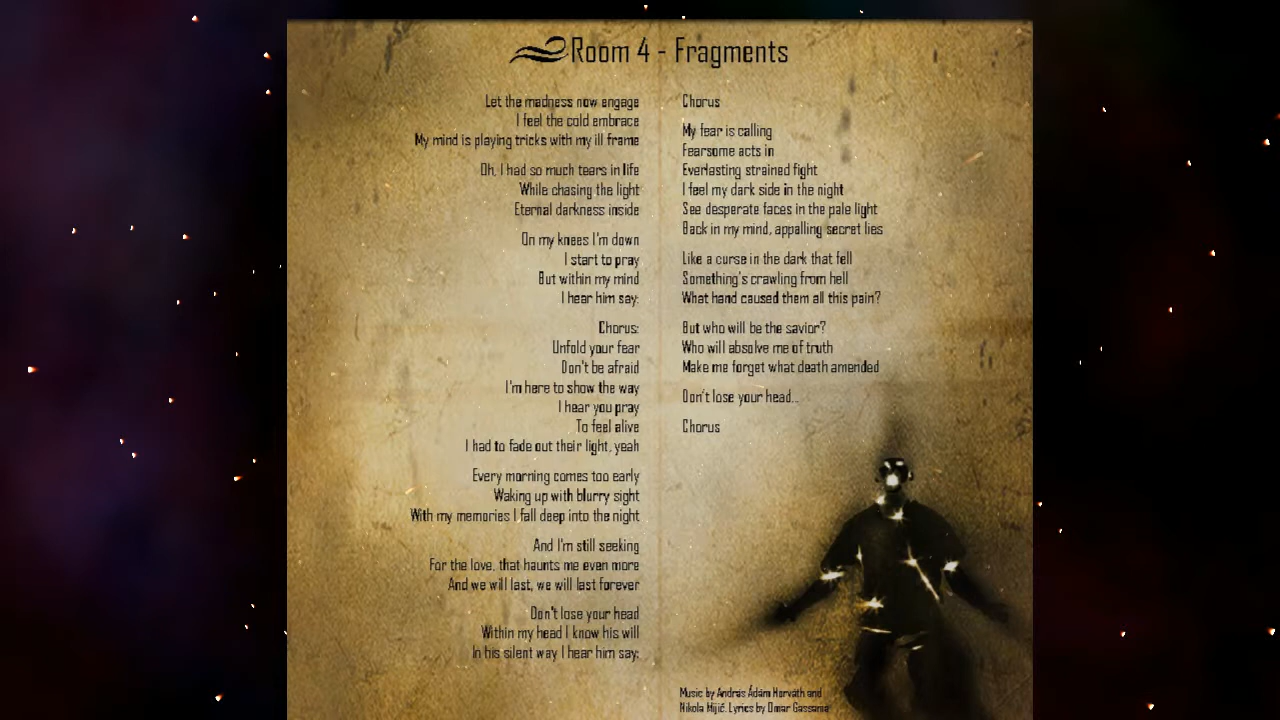 Room 4 - Fragments
Let the madness now engage
I feel the cold embrace
My mind is playing tricks with my ill frame
Oh, I had so much tears in life
While chasing the light
Eternal darkness inside
On my knees I'm down
I start to pray
But within my mind
I hear him say:
Chorus:
Unfold your fear
Don't be afraid
I'm here to show the way
I hear you pray
To feel alive
I had to fade out their light, yeah
Every morning comes too early
Waking up with blurry sight
With my memories I fall deep into the night
And I'm still seeking
For the love, that haunts me even more
And we will last, we will last forever
Don't lose your head
Within my head I know his will
In his silent way I hear him say:
Chorus
My fear is calling
Fearsome acts in
Everlasting strained fight
I feel my dark side in the night
See desperate faces in the pale light
Back in my mind, appalling secret lies
Like a curse in the dark that fell
Something's crawling from hell
What hand caused them all this pain?
But who will be the savior?
Who will absolve me of truth
Make me forget what death amended
Don't lose your head...
Chorus
Music by András Ádám Horváth and
Nikola Mijić. Lyrics by Omar Gassama